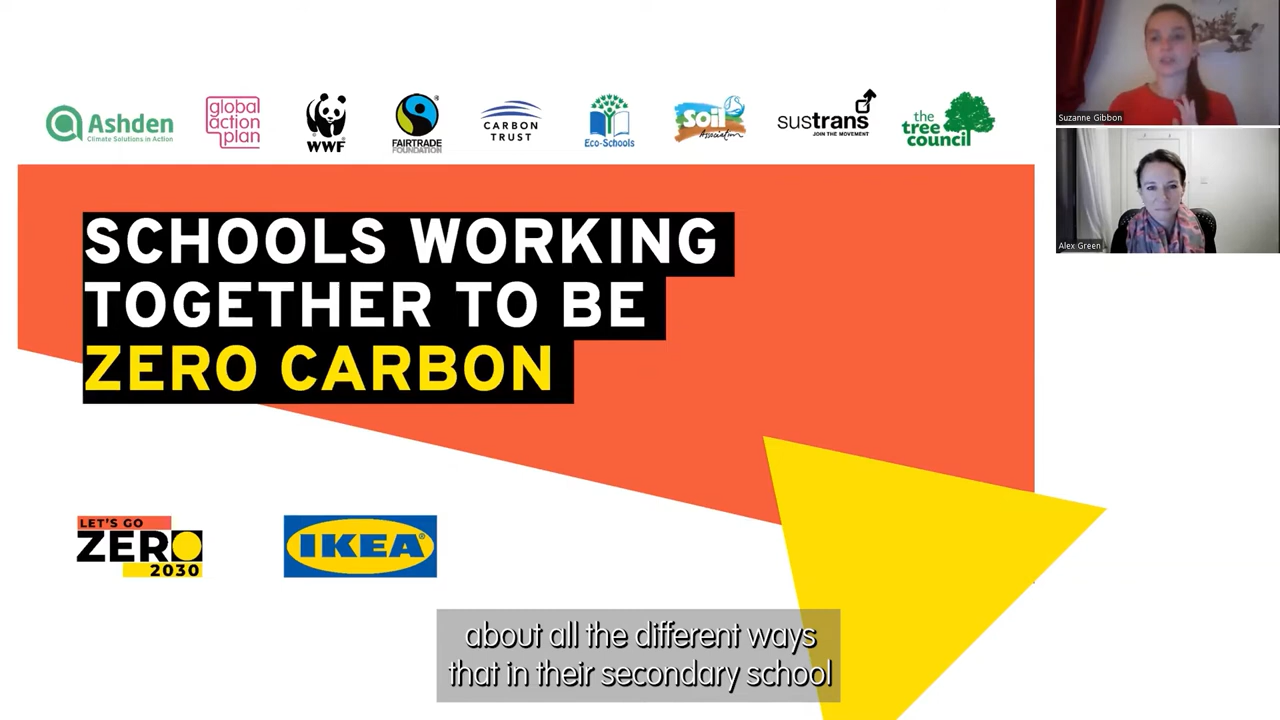 Ashden
Climate Solutions in Action
global
action
plan
WWF
FAIRTRADE
FOUNDATION
CARBON
TRUST
Eco-Schools
Soil
Association
sustrans
JOIN THE MOVEMENT
the
tree
council
SCHOOLS WORKING
TOGETHER TO BE
ZERO CARBON
LET'S GO
ZERO
2030
IKEA
about all the different ways
that in their secondary school
Suzanne Gibbon
Alex Green